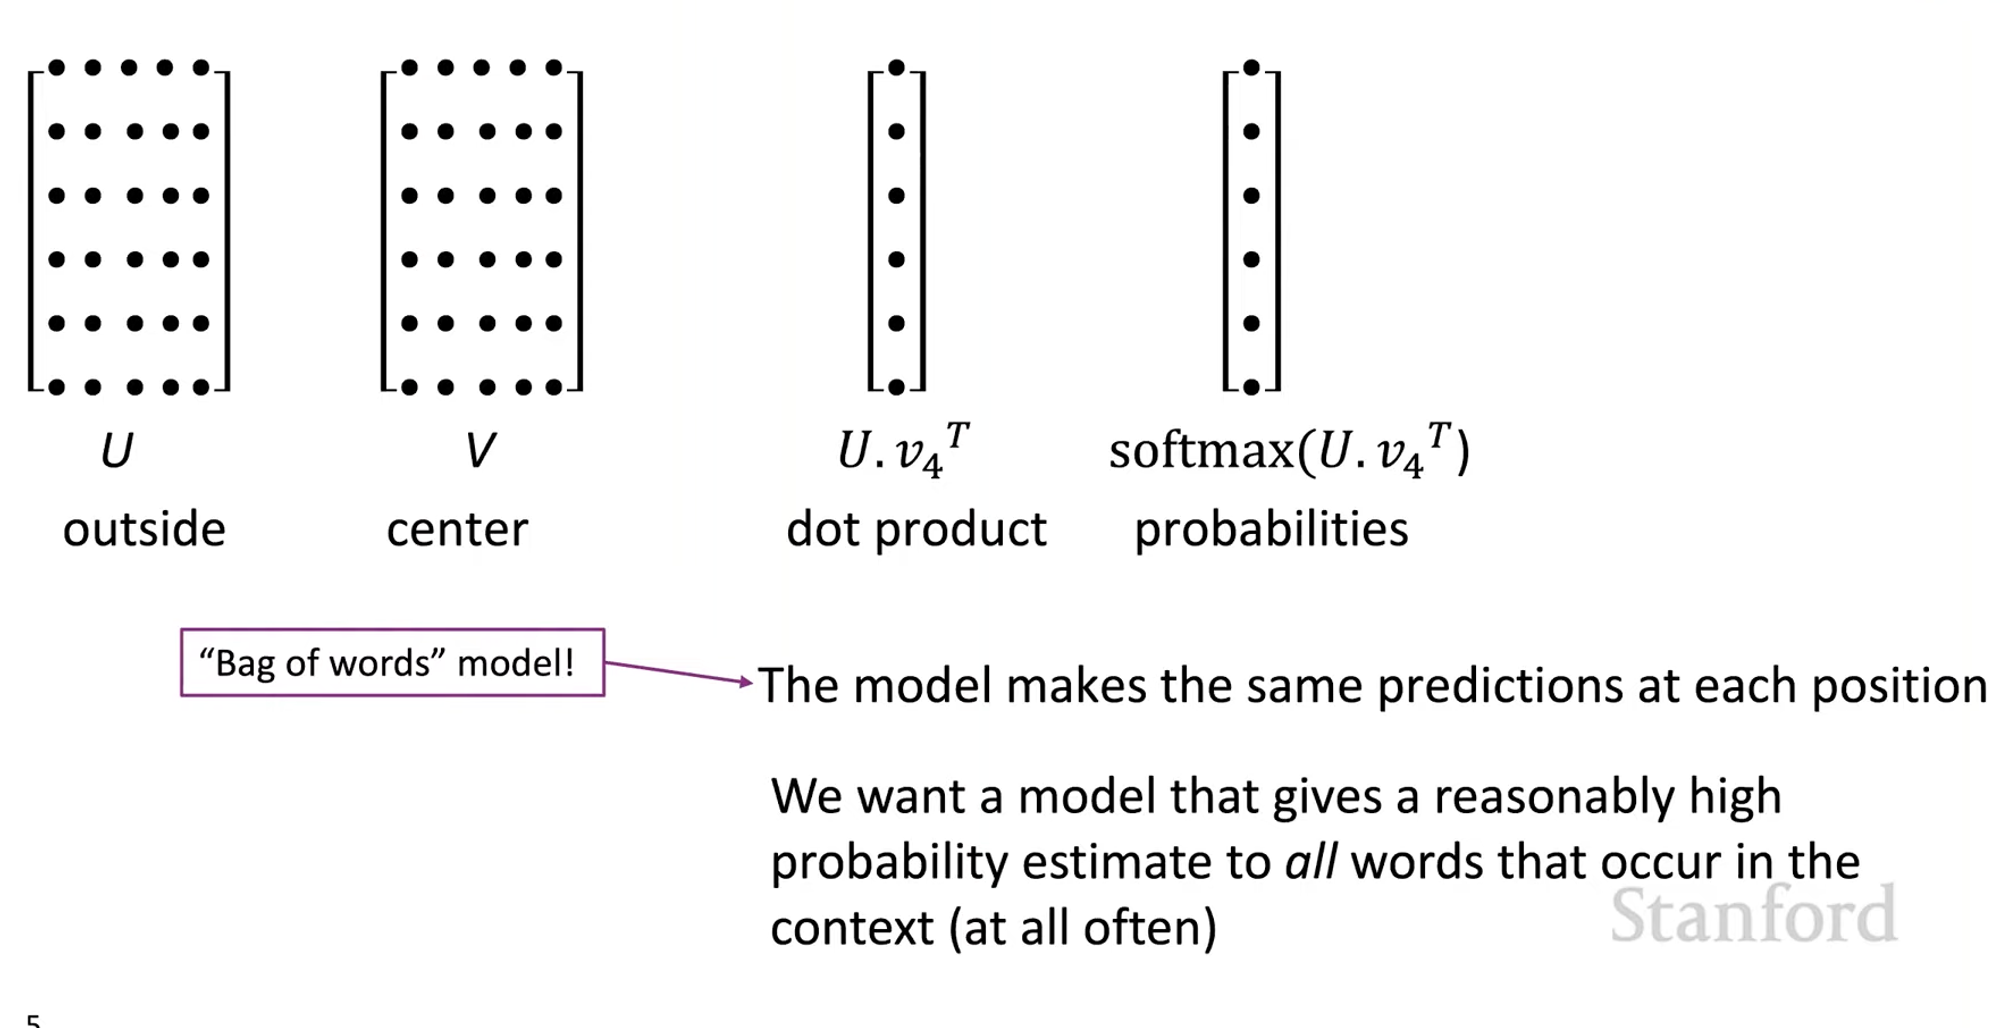 U V U.v₄ᵀ softmax(U.v₄ᵀ)
outside center dot product probabilities
“Bag of words” model!
The model makes the same predictions at each position
We want a model that gives a reasonably high
probability estimate to all words that occur in the
context (at all often)
Stanford
5